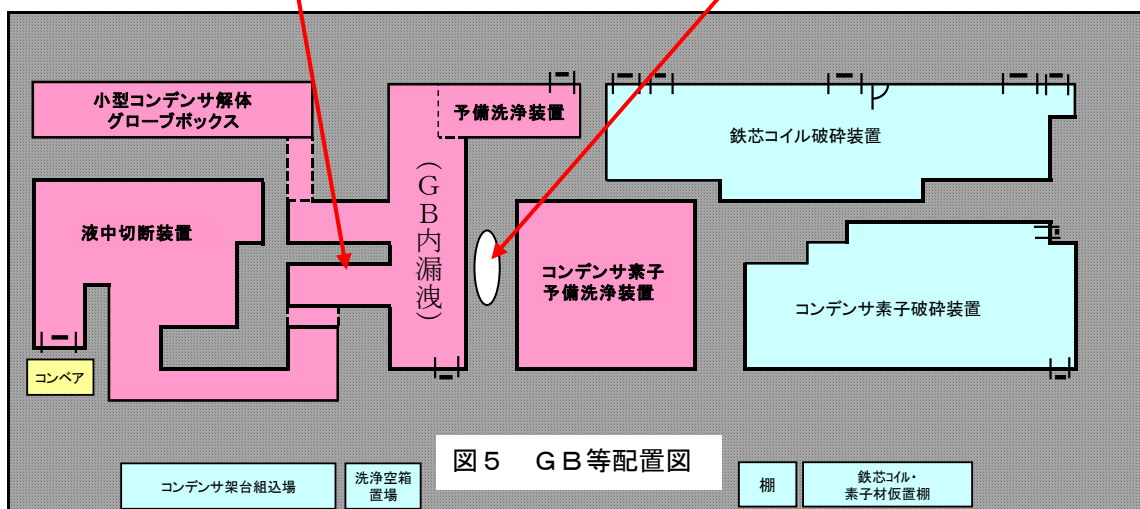 小型コンデンサ解体
グローブボックス
予備洗浄装置
鉄芯コイル破砕装置
(GB内漏洩)
液中切断装置
コンデンサ素子
予備洗浄装置
コンデンサ素子破砕装置
コンベア
図5 GB等配置図
コンデンサ架台組込場
洗浄空箱
置場
棚
鉄芯コイル・
素子材仮置棚